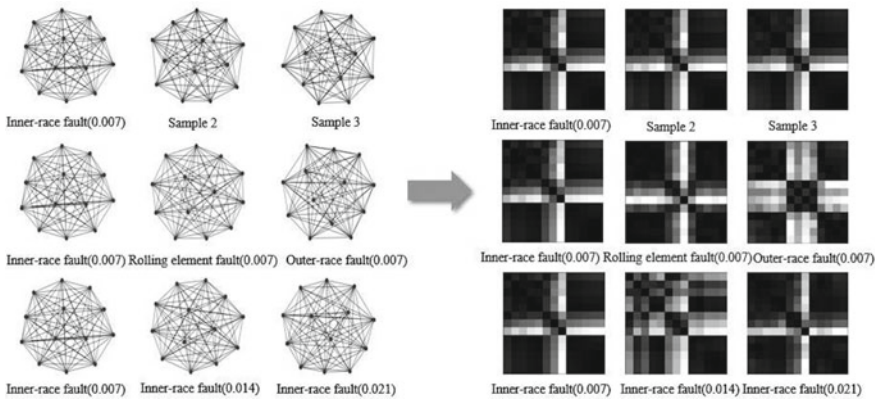 Inner-race fault(0.007) Sample 2 Sample 3
Inner-race fault(0.007) Rolling element fault(0.007) Outer-race fault(0.007)
Inner-race fault(0.007) Inner-race fault(0.014) Inner-race fault(0.021)
Inner-race fault(0.007) Sample 2 Sample 3
Inner-race fault(0.007) Rolling element fault(0.007) Outer-race fault(0.007)
Inner-race fault(0.007) Inner-race fault(0.014) Inner-race fault(0.021)